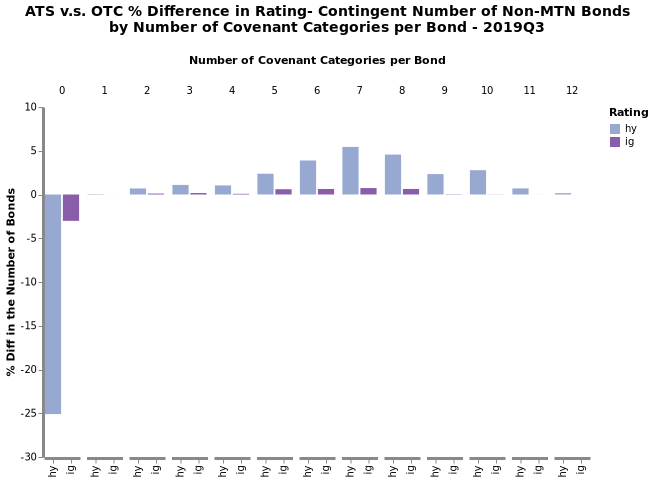 ATS v.s. OTC % Difference in Rating- Contingent Number of Non-MTN Bonds
by Number of Covenant Categories per Bond - 2019Q3
Number of Covenant Categories per Bond
0 1 2 3 4 5 6 7 8 9 10 11 12
Rating
hy
ig
% Diff in the Number of Bonds
10
5
0
-5
-10
-15
-20
-25
-30
hy ig hy ig hy ig hy ig hy ig hy ig hy ig hy ig hy ig hy ig hy ig hy ig hy ig